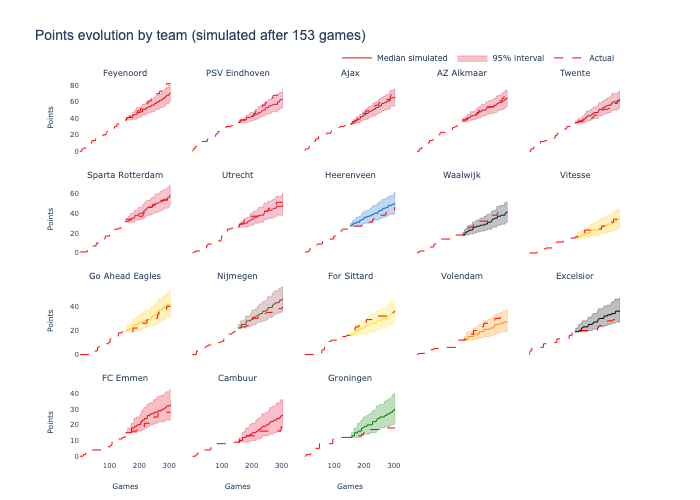 Points evolution by team (simulated after 153 games)
Median simulated 95% interval Actual
Feyenoord PSV Eindhoven Ajax AZ Alkmaar Twente
80
60
40
20
0
Points
Sparta Rotterdam Utrecht Heerenveen Waalwijk Vitesse
60
40
20
0
Points
Go Ahead Eagles Nijmegen For Sittard Volendam Excelsior
40
20
0
Points
FC Emmen Cambuur Groningen
40
30
20
10
0
Points
100 200 300 100 200 300 100 200 300
Games Games Games